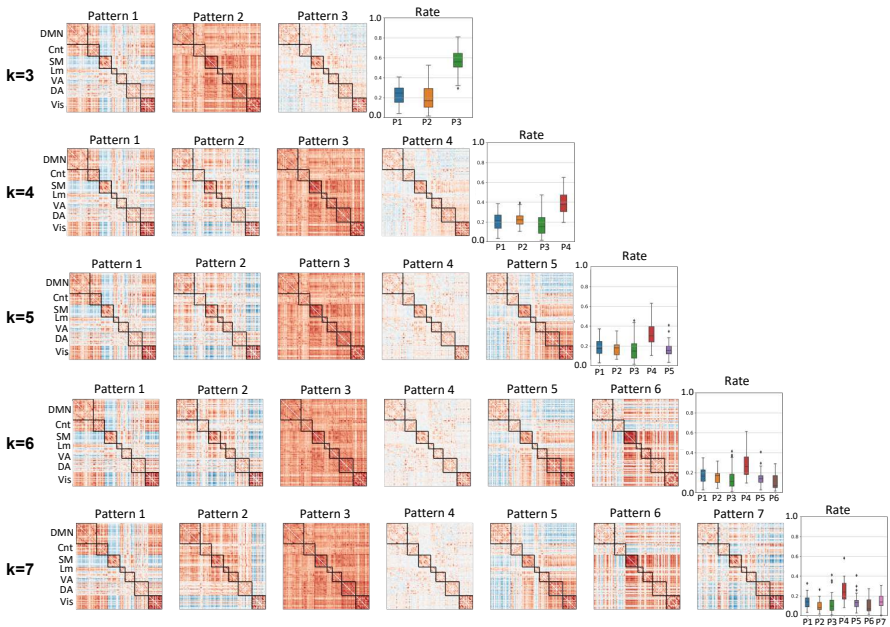 Pattern 1 Pattern 2 Pattern 3 Rate
k=3
DMN
Cnt
SM
Lm
VA
DA
Vis
1.0
0.8
0.6
0.4
0.2
0.0
P1 P2 P3
Pattern 1 Pattern 2 Pattern 3 Pattern 4 Rate
k=4
DMN
Cnt
SM
Lm
VA
DA
Vis
1.0
0.8
0.6
0.4
0.2
0.0
P1 P2 P3 P4
Pattern 1 Pattern 2 Pattern 3 Pattern 4 Pattern 5 Rate
k=5
DMN
Cnt
SM
Lm
VA
DA
Vis
1.0
0.8
0.6
0.4
0.2
0.0
P1 P2 P3 P4 P5
Pattern 1 Pattern 2 Pattern 3 Pattern 4 Pattern 5 Pattern 6 Rate
k=6
DMN
Cnt
SM
Lm
VA
DA
Vis
1.0
0.8
0.6
0.4
0.2
0.0
P1 P2 P3 P4 P5 P6
Pattern 1 Pattern 2 Pattern 3 Pattern 4 Pattern 5 Pattern 6 Pattern 7 Rate
k=7
DMN
Cnt
SM
Lm
VA
DA
Vis
1.0
0.8
0.6
0.4
0.2
0.0
P1 P2 P3 P4 P5 P6 P7